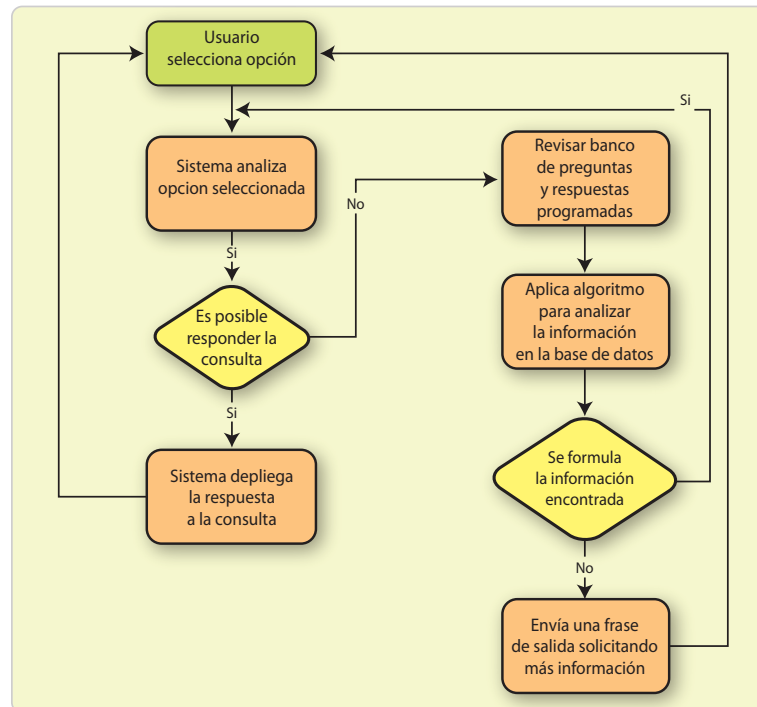 Usuario
selecciona opción
Sistema analiza
opcion seleccionada
Si
Es posible
responder la
consulta
Si
Sistema depliega
la respuesta
a la consulta
No
Revisar banco
de preguntas
y respuestas
programadas
Aplica algoritmo
para analizar
la información
en la base de datos
Se formula
la información
encontrada
Si
No
Envía una frase
de salida solicitando
más información